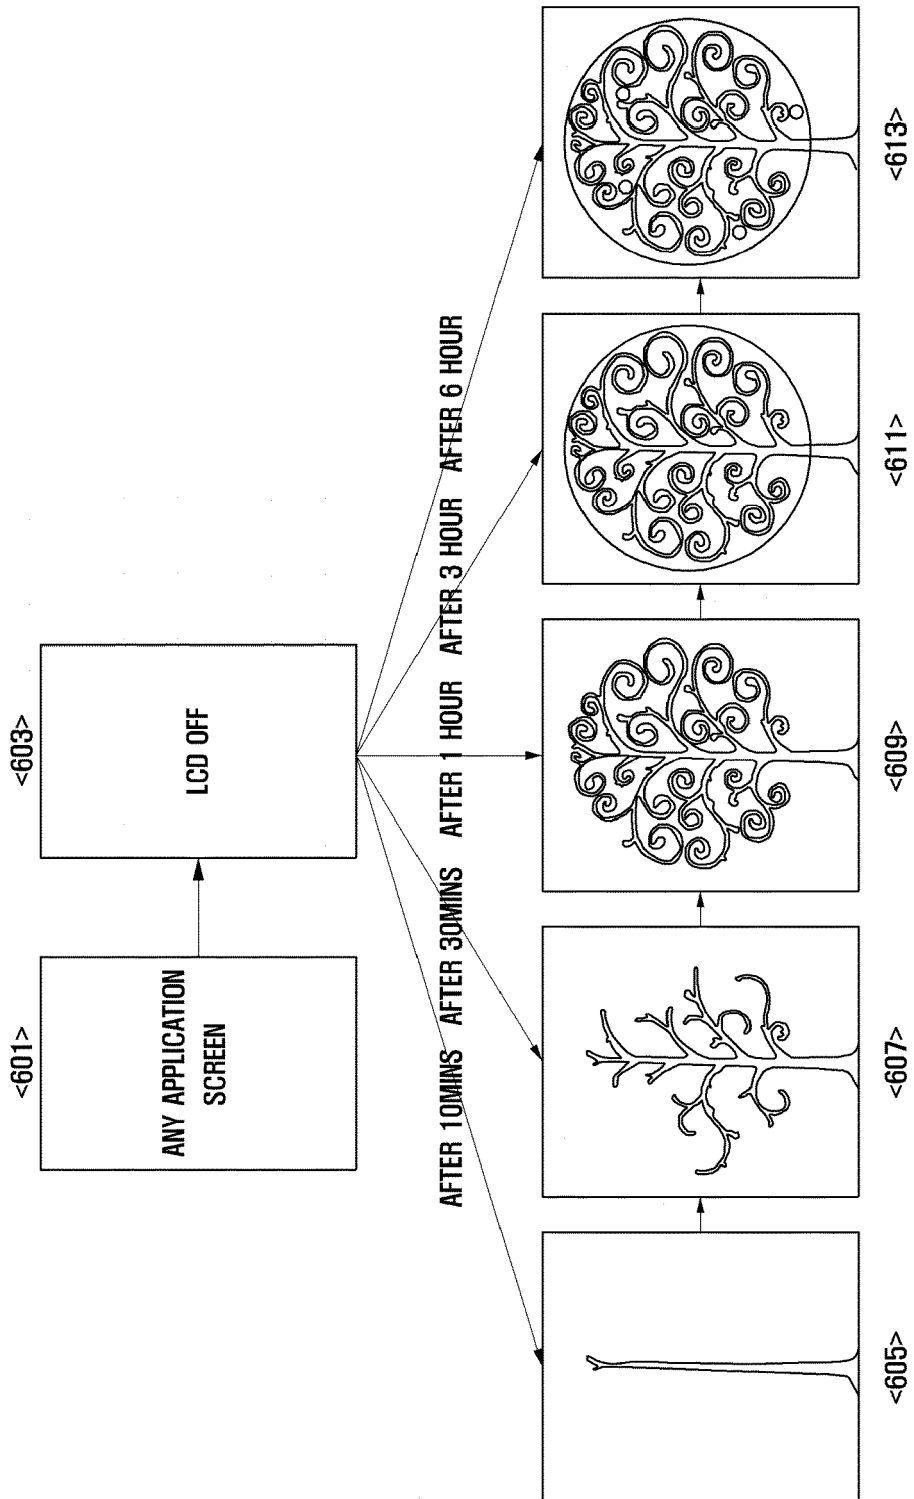 <601>
<603>
ANY APPLICATION
SCREEN
LCD OFF
AFTER 10MINS
AFTER 30MINS
AFTER 1 HOUR
AFTER 3 HOUR
AFTER 6 HOUR
<605>
<607>
<609>
<611>
<613>